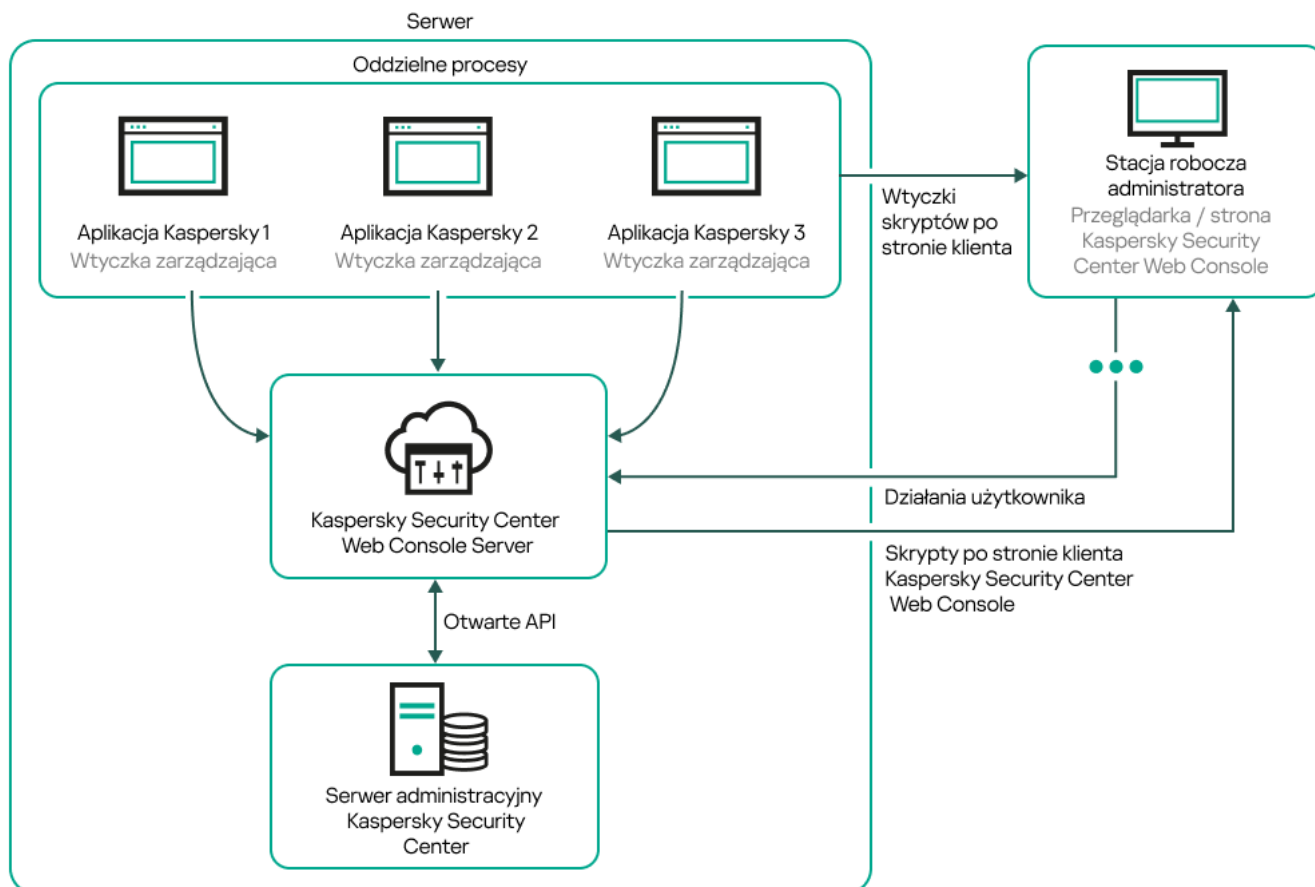 Serwer
Oddzielne procesy
Aplikacja Kaspersky 1
Wtyczka zarządzająca
Aplikacja Kaspersky 2
Wtyczka zarządzająca
Aplikacja Kaspersky 3
Wtyczka zarządzająca
Wtyczki
skryptów po
stronie klienta
Stacja robocza
administratora
Przeglądarka / strona
Kaspersky Security
Center Web Console
Działania użytkownika
Kaspersky Security Center
Web Console Server
Skrypty po stronie klienta
Kaspersky Security Center
Web Console
Otwarte API
Serwer administracyjny
Kaspersky Security
Center